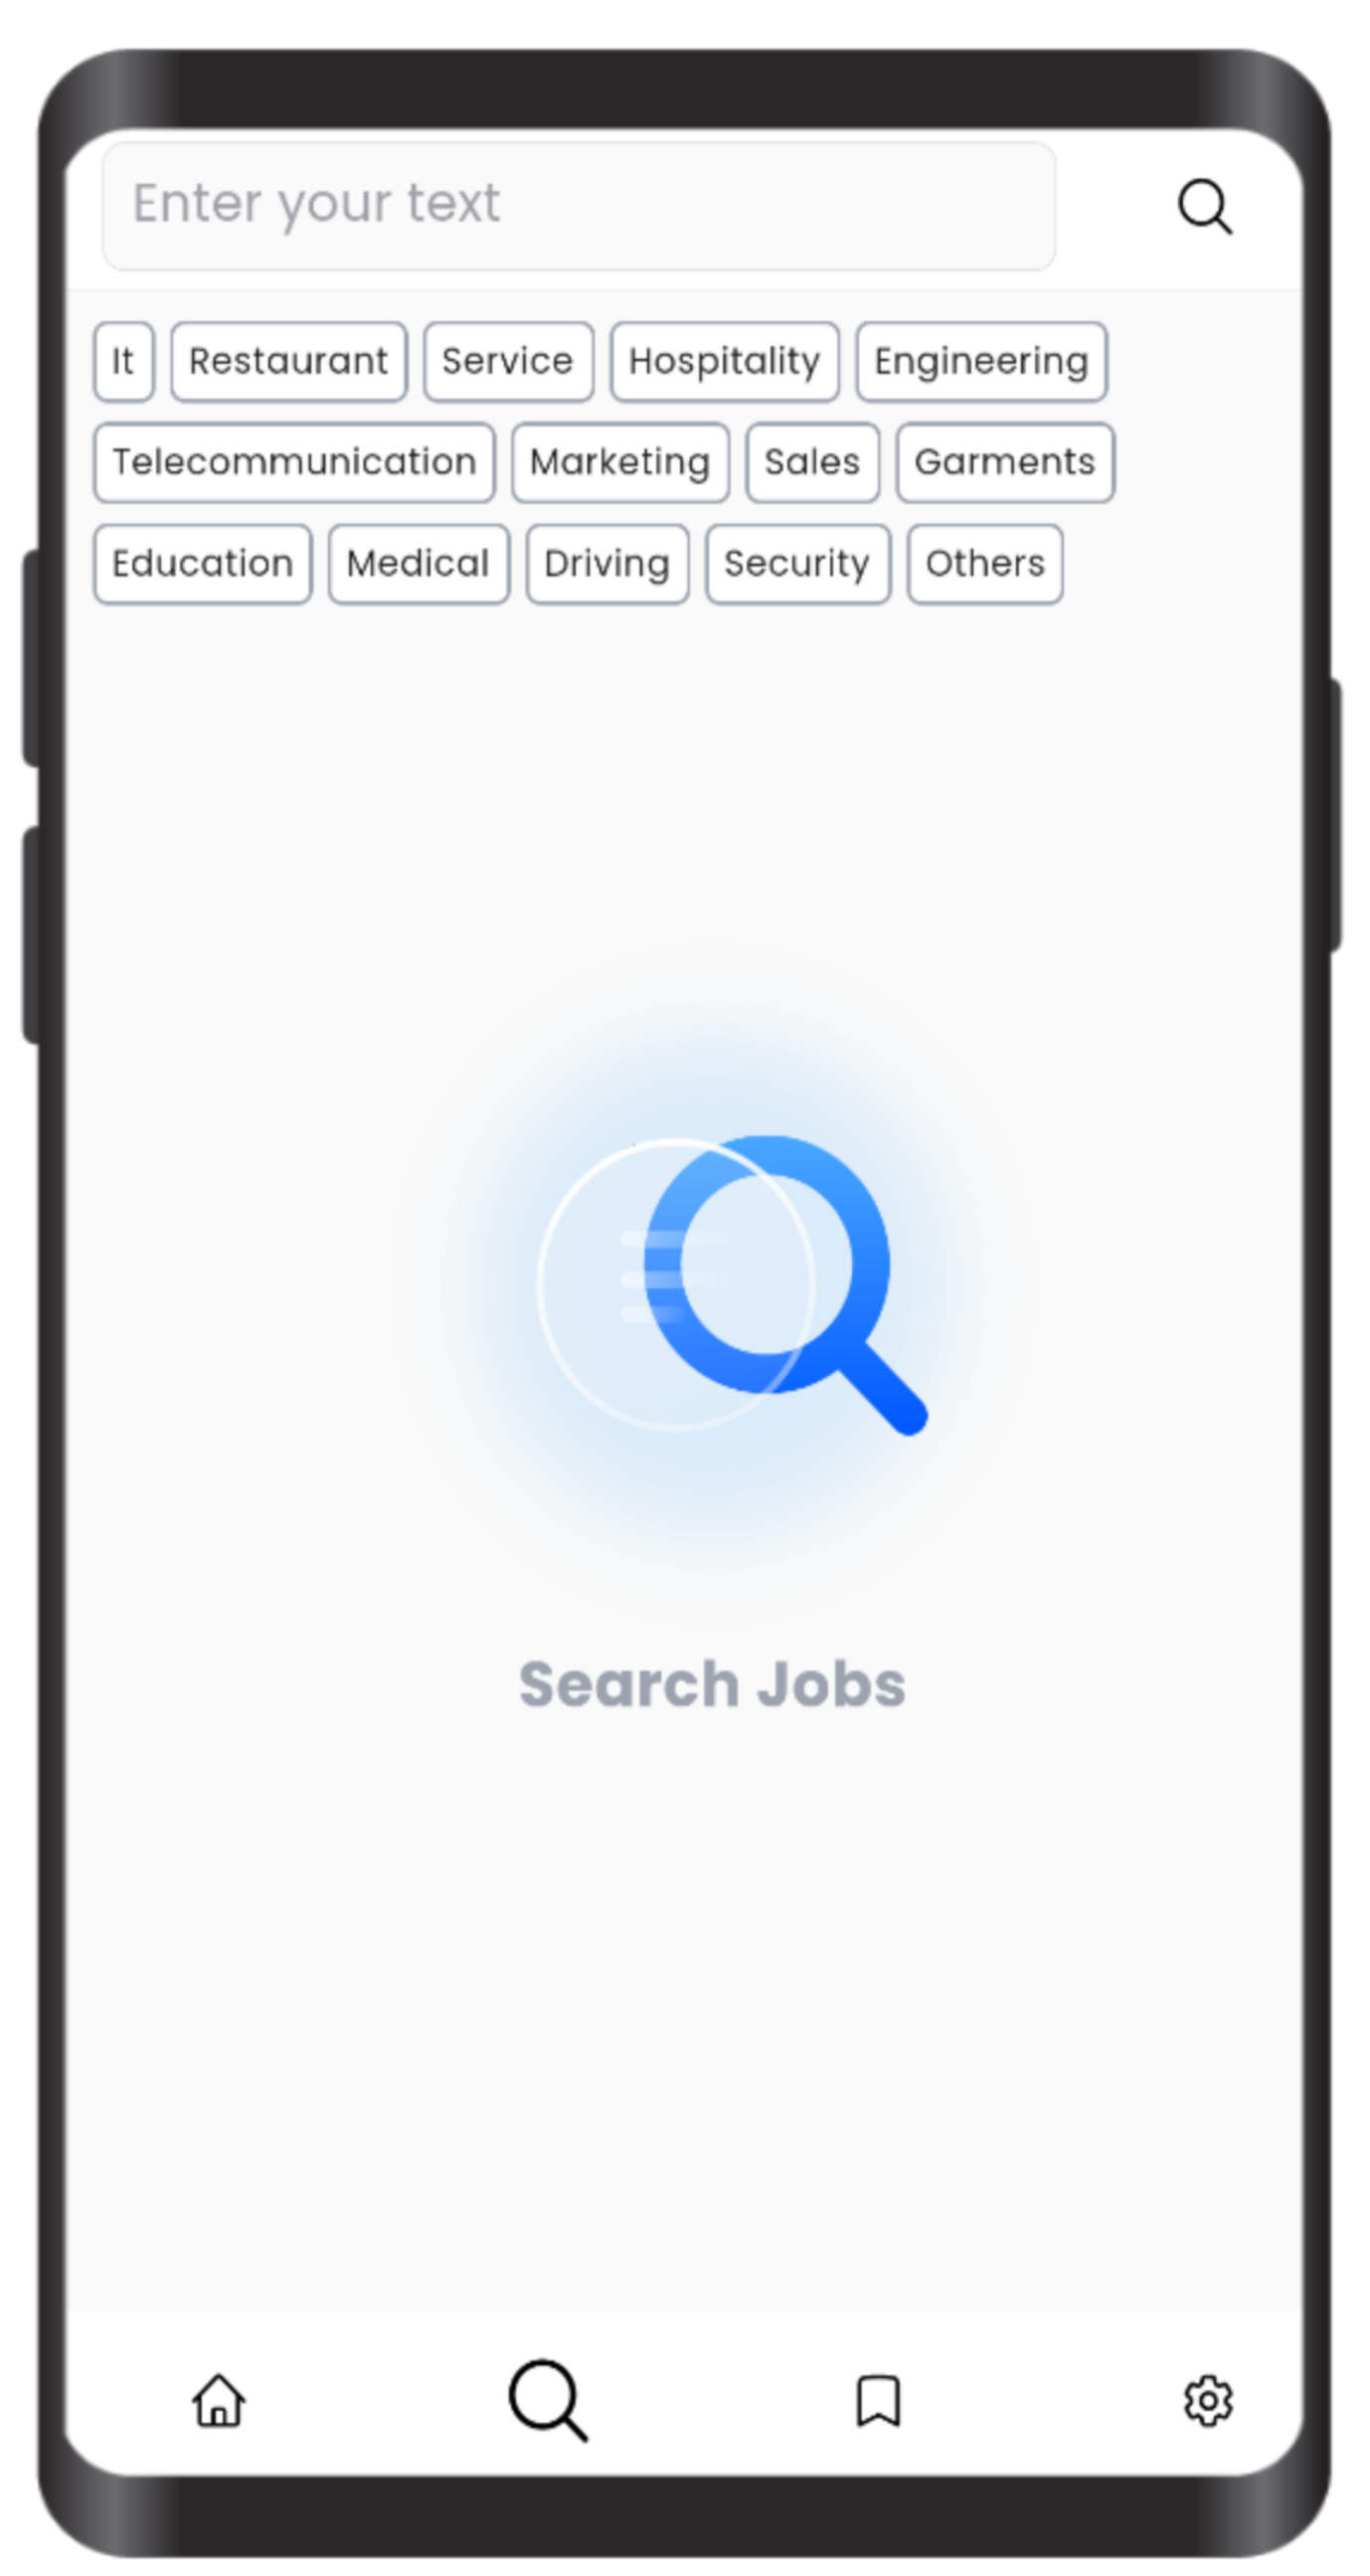 Enter your text
It Restaurant Service Hospitality Engineering
Telecommunication Marketing Sales Garments
Education Medical Driving Security Others
Search Jobs